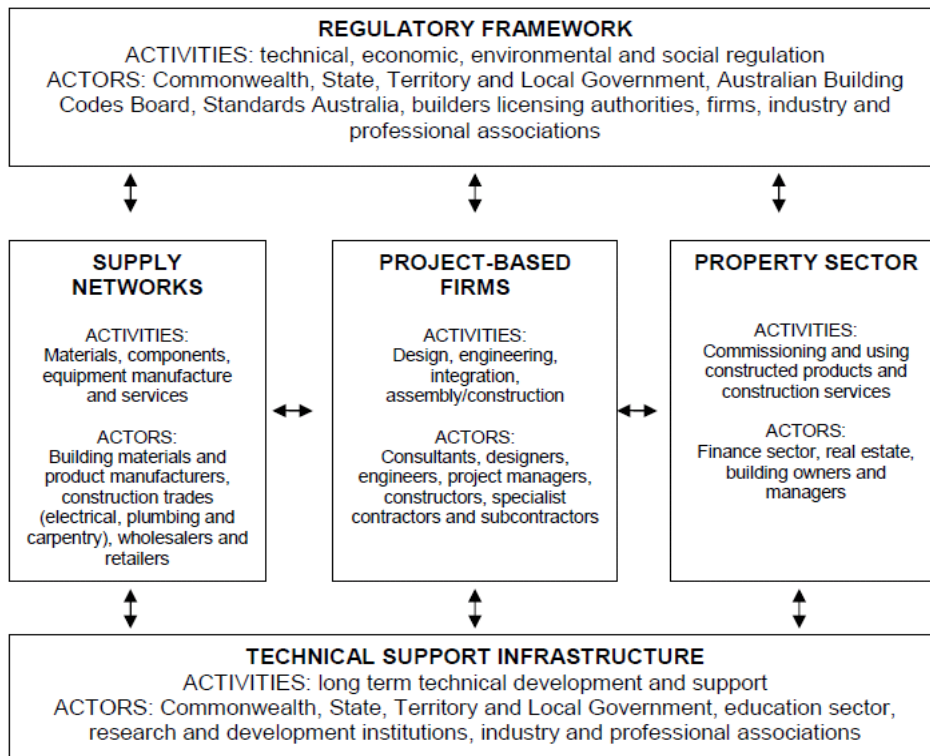 REGULATORY FRAMEWORK
ACTIVITIES: technical, economic, environmental and social regulation
ACTORS: Commonwealth, State, Territory and Local Government, Australian Building
Codes Board, Standards Australia, builders licensing authorities, firms, industry and
professional associations
SUPPLY
NETWORKS
ACTIVITIES:
Materials, components,
equipment manufacture
and services
ACTORS:
Building materials and
product manufacturers,
construction trades
(electrical, plumbing and
carpentry), wholesalers and
retailers
PROJECT-BASED
FIRMS
ACTIVITIES:
Design, engineering,
integration,
assembly/construction
ACTORS:
Consultants, designers,
engineers, project managers,
constructors, specialist
contractors and subcontractors
PROPERTY SECTOR
ACTIVITIES:
Commissioning and using
constructed products and
construction services
ACTORS:
Finance sector, real estate,
building owners and
managers
TECHNICAL SUPPORT INFRASTRUCTURE
ACTIVITIES: long term technical development and support
ACTORS: Commonwealth, State, Territory and Local Government, education sector,
research and development institutions, industry and professional associations